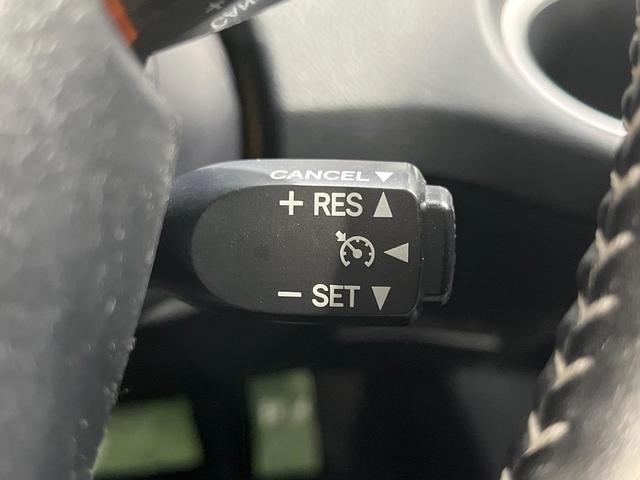 CANCEL▼
+ RES ▲
◀
− SET ▼